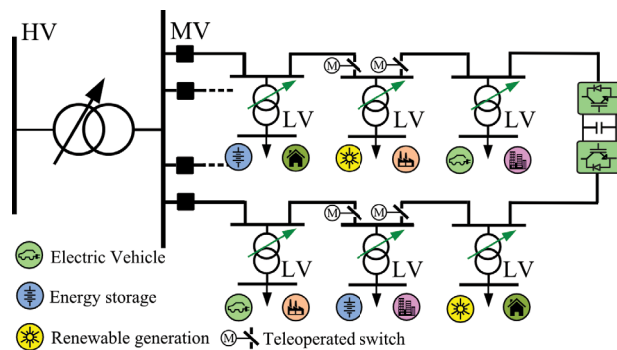 HV
MV
M
M
LV
LV
LV
M
M
LV
LV
LV
Electric Vehicle
Energy storage
Renewable generation
M
Teleoperated switch